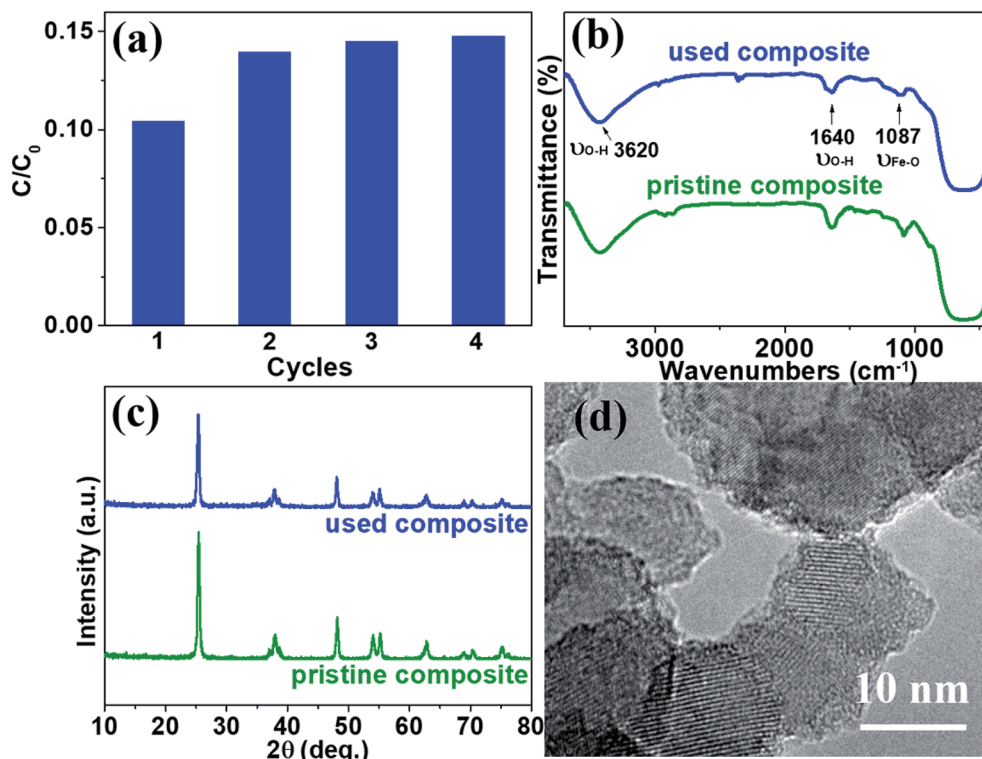 (a)
0.15
0.10
0.05
0.00
C/C₀
1 2 3 4
Cycles
(b)
used composite
υO-H 3620
1640
υO-H
1087
υFe-O
pristine composite
Transmittance (%)
3000 2000 1000
Wavenumbers (cm⁻¹)
(c)
used composite
pristine composite
Intensity (a.u.)
10 20 30 40 50 60 70 80
2θ (deg.)
(d)
10 nm